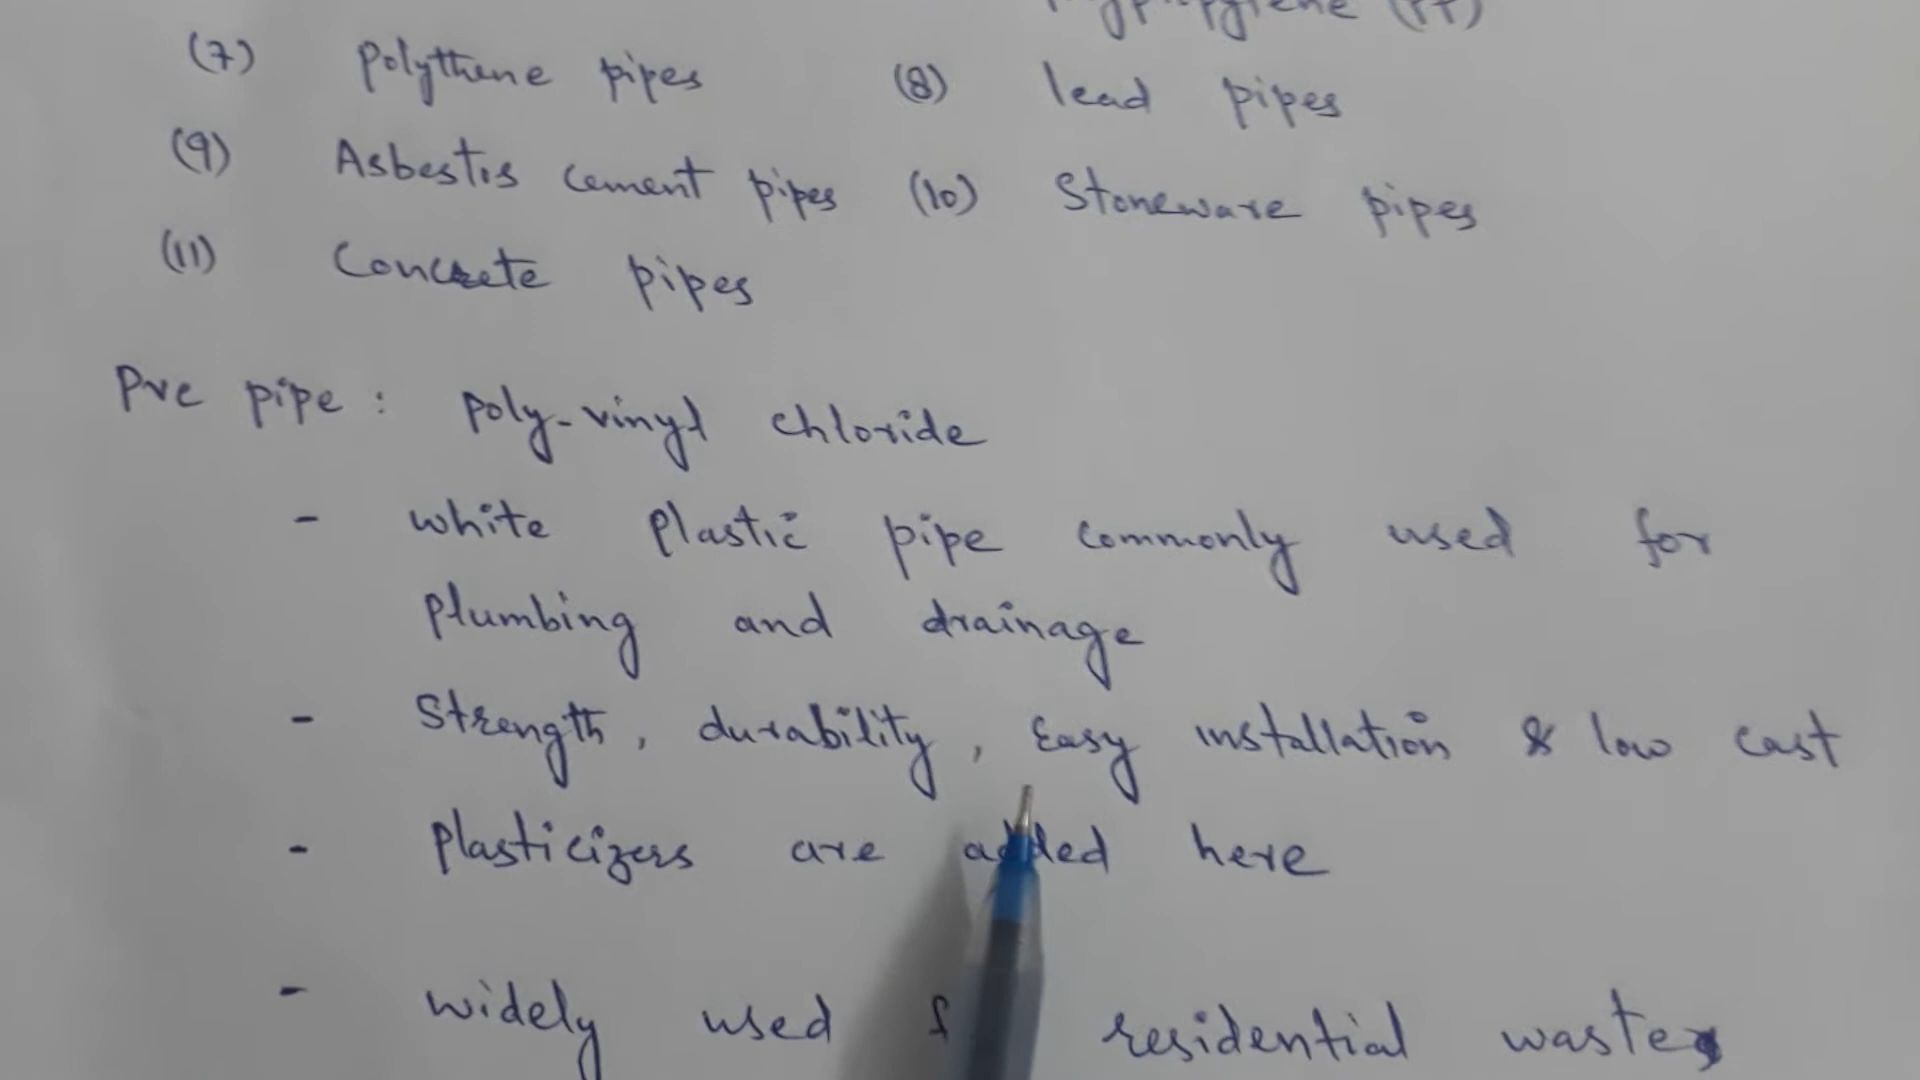 (PP)
(7) Polythene pipes (8) lead pipes
(9) Asbestos cement pipes (10) Stoneware pipes
(11) Concrete pipes
Pvc pipe : poly-vinyl chloride
- white plastic pipe commonly used for
plumbing and drainage
- Strength, durability, Easy installation & low cost
- plasticizers are added here
- widely used residential wastes